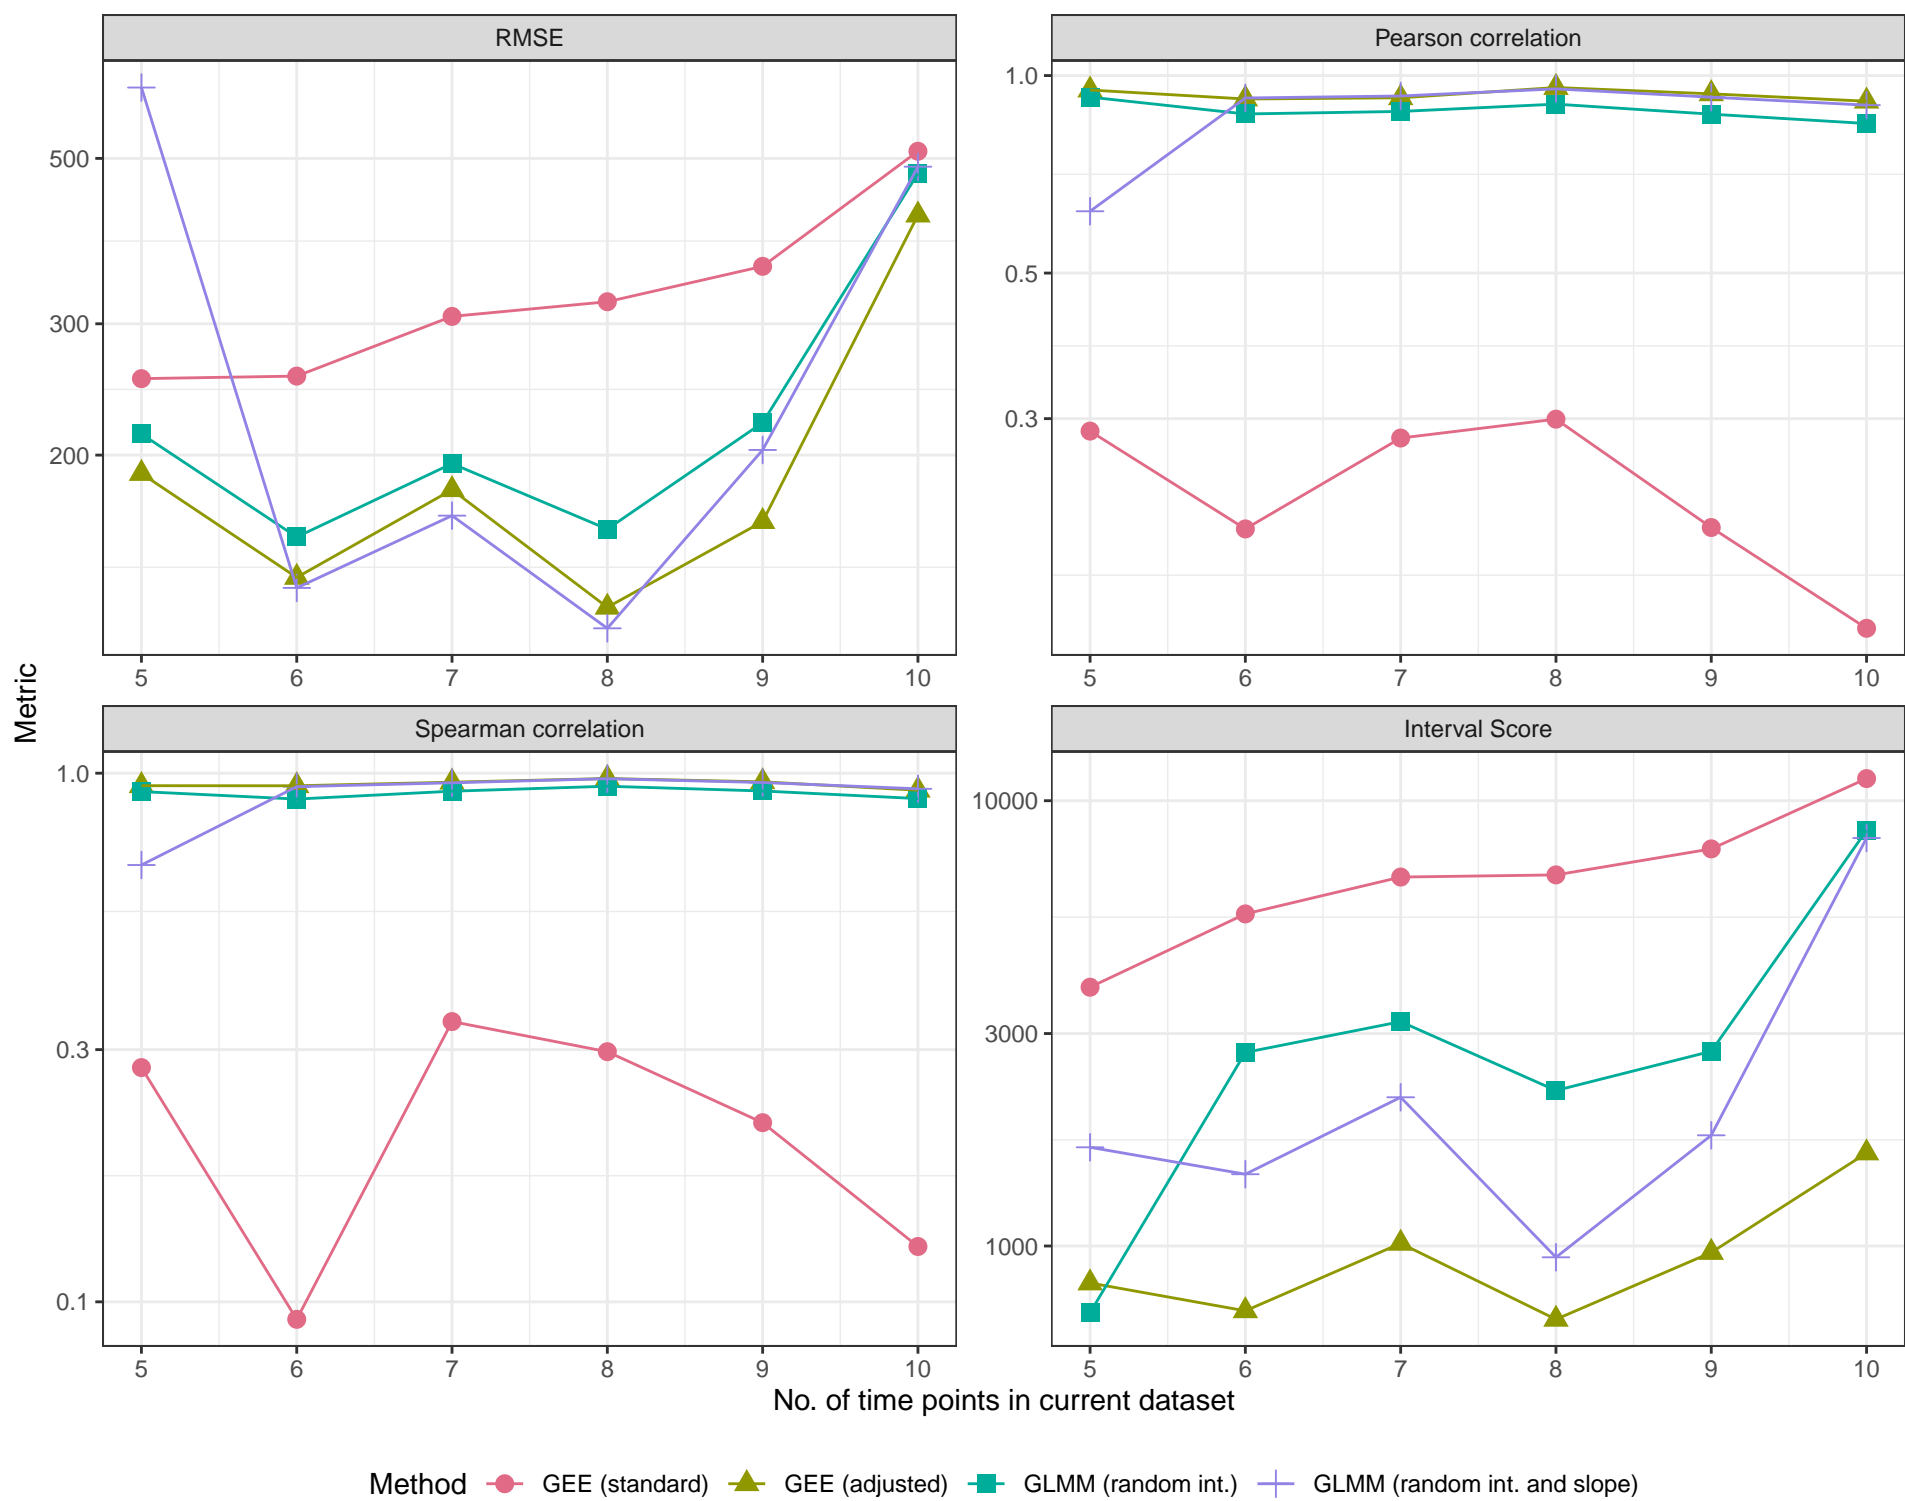 RMSE
Pearson correlation
500
300
200
5 6 7 8 9 10
1.0
0.5
0.3
5 6 7 8 9 10
Metric
Spearman correlation
Interval Score
1.0
0.3
0.1
5 6 7 8 9 10
10000
3000
1000
5 6 7 8 9 10
No. of time points in current dataset
Method GEE (standard) GEE (adjusted) GLMM (random int.) GLMM (random int. and slope)